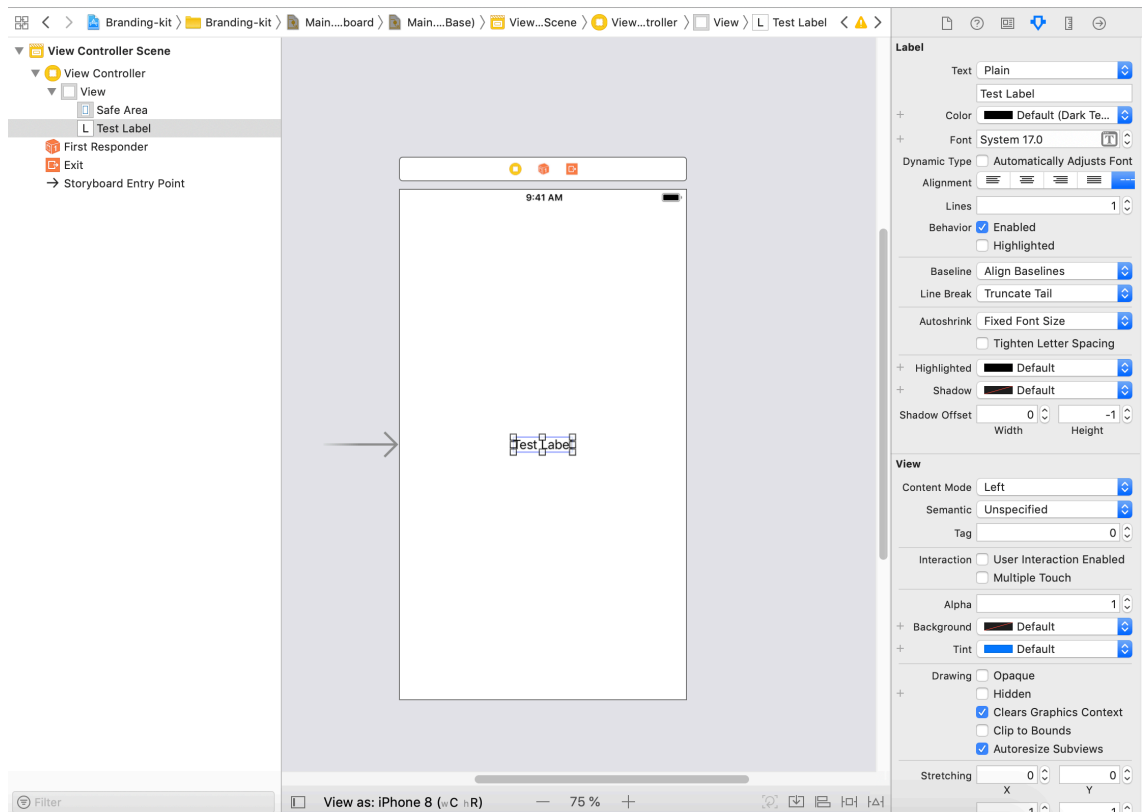 Branding-kit Branding-kit Main....board Main....Base) View...Scene View...troller View L Test Label
View Controller Scene
View Controller
View
Safe Area
L Test Label
First Responder
Exit
Storyboard Entry Point
Filter
9:41 AM
Test Label
View as: iPhone 8 (wC hR)
75 %
Label
Text Plain
Test Label
Color Default (Dark Te...
Font System 17.0 T
Dynamic Type Automatically Adjusts Font
Alignment
Lines 1
Behavior Enabled
Highlighted
Baseline Align Baselines
Line Break Truncate Tail
Autoshrink Fixed Font Size
Tighten Letter Spacing
Highlighted Default
Shadow Default
Shadow Offset 0 -1
Width Height
View
Content Mode Left
Semantic Unspecified
Tag 0
Interaction User Interaction Enabled
Multiple Touch
Alpha 1
Background Default
Tint Default
Drawing Opaque
Hidden
Clears Graphics Context
Clip to Bounds
Autoresize Subviews
Stretching 0 0
X Y
1 1